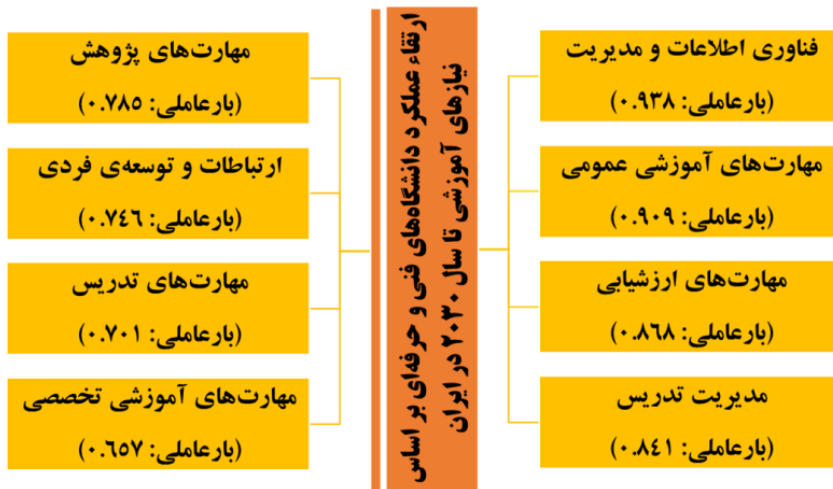 فناوری اطلاعات و مدیریت
(بارعاملی: ۰.۹۳۸)
مهارت‌های آموزشی عمومی
(بارعاملی: ۰.۹۰۹)
مهارت‌های ارزشیابی
(بارعاملی: ۰.۸۶۸)
مدیریت تدریس
(بارعاملی: ۰.۸۴۱)
ارتقاء عملکرد دانشگاه‌های فنی و حرفه‌ای بر اساس
نیازهای آموزشی تا سال ۲۰۳۰ در ایران
مهارت‌های پژوهش
(بارعاملی: ۰.۷۸۵)
ارتباطات و توسعه‌ی فردی
(بارعاملی: ۰.۷۴۶)
مهارت‌های تدریس
(بارعاملی: ۰.۷۰۱)
مهارت‌های آموزشی تخصصی
(بارعاملی: ۰.۶۵۷)